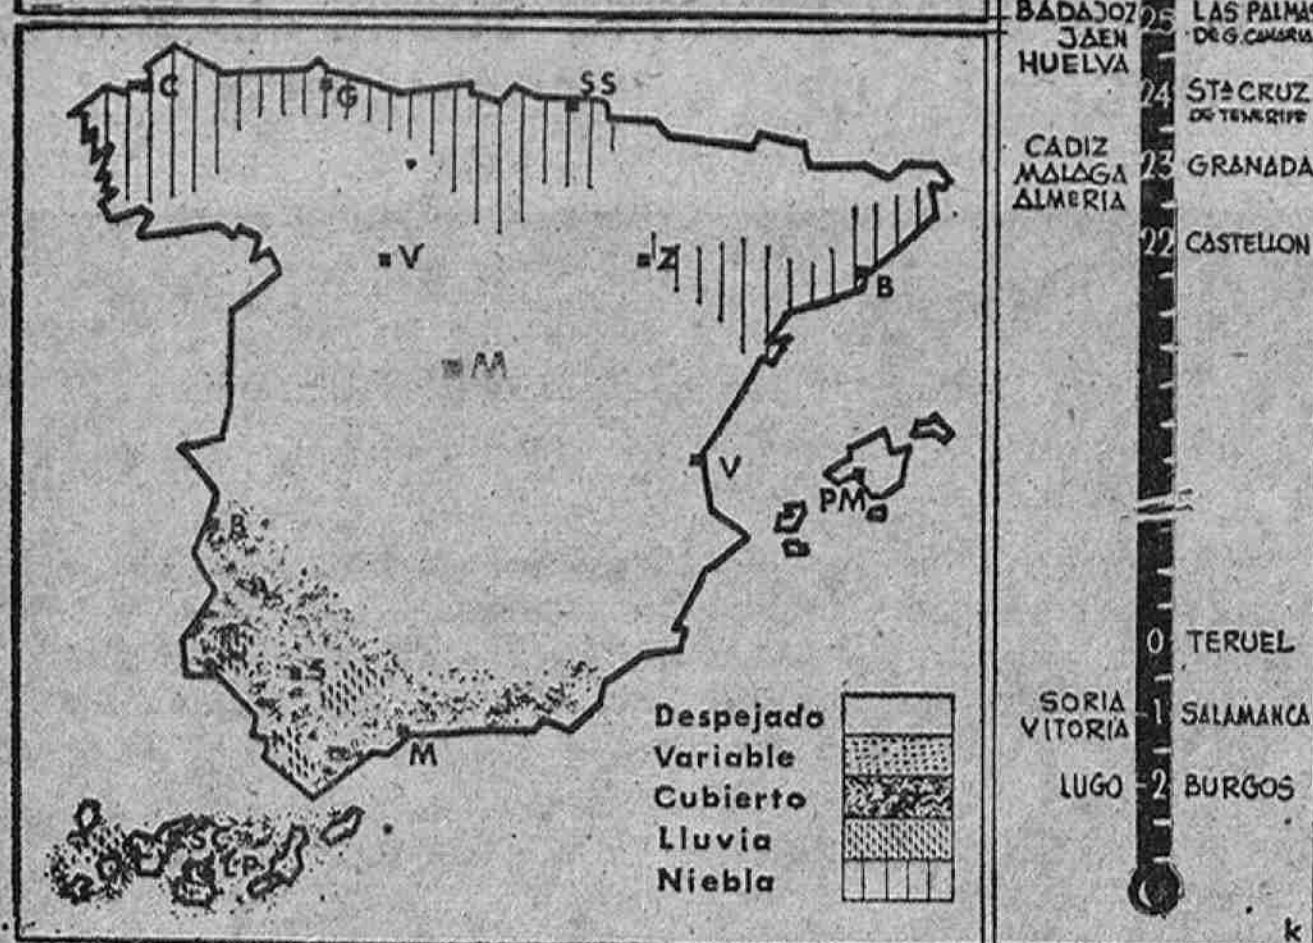 C
G
SS
V
Z
B
M
V
PM
B
S
M
SC
LP
Despejado
Variable
Cubierto
Lluvia
Niebla
BADAJOZ 25 LAS PALMAS
JAEN DE G. CANARIA
HUELVA
24 STA CRUZ
DE TENERIFE
CADIZ
MALAGA 23 GRANADA
ALMERIA
22 CASTELLON
0 TERUEL
SORIA
VITORIA -1 SALAMANCA
LUGO -2 BURGOS
k